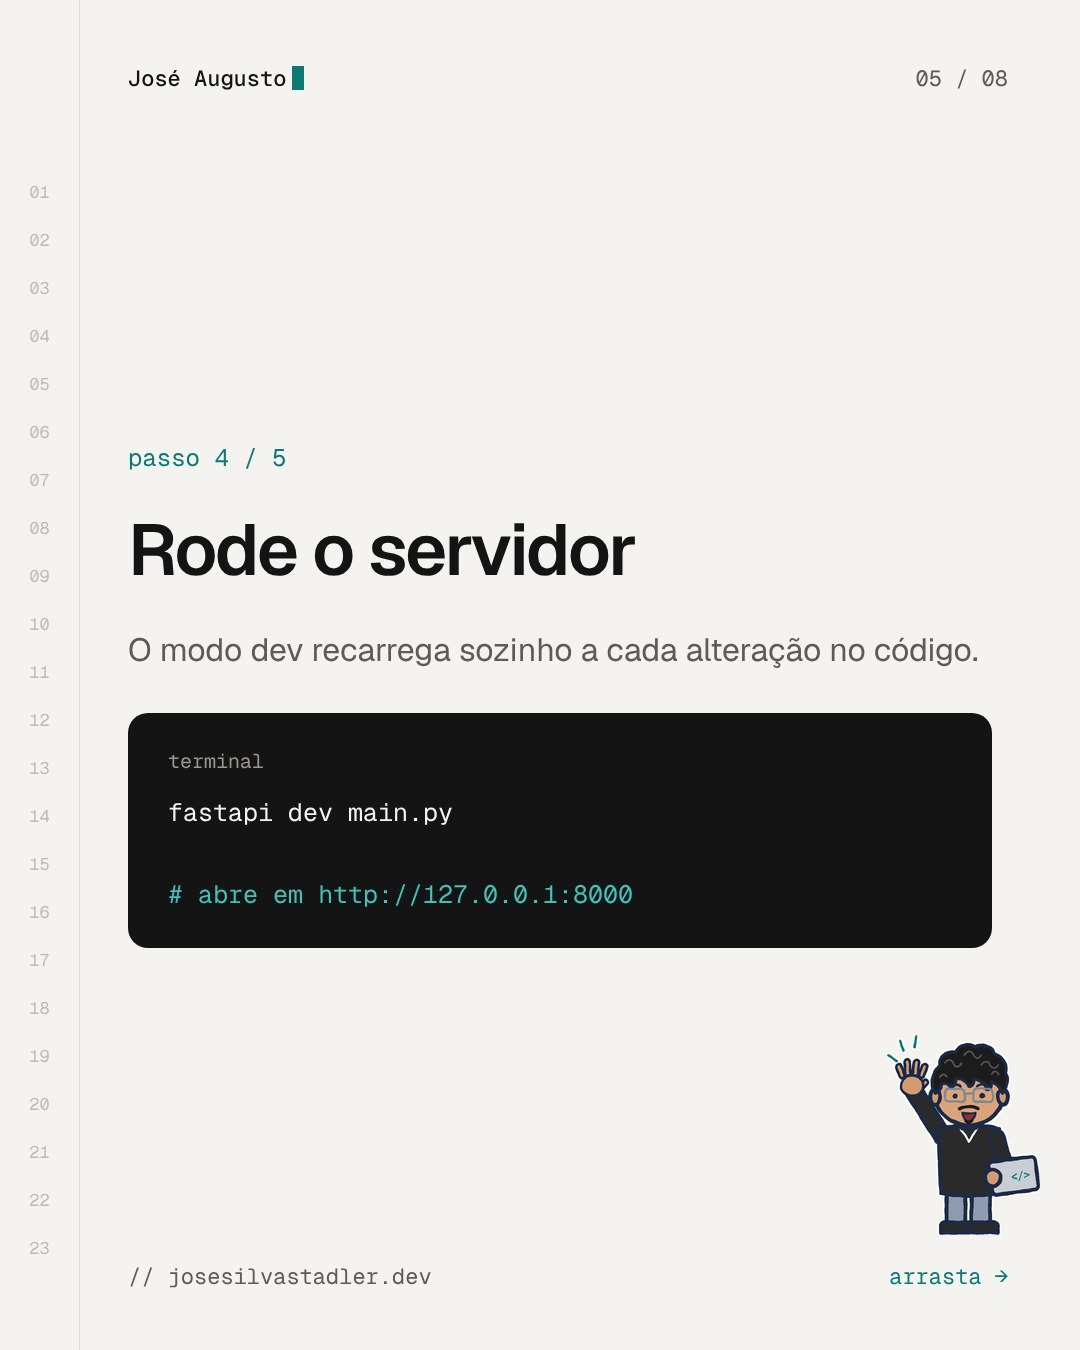 José Augusto
05 / 08
01
02
03
04
05
06
07
08
09
10
11
12
13
14
15
16
17
18
19
20
21
22
23
passo 4 / 5
Rode o servidor
O modo dev recarrega sozinho a cada alteração no código.
terminal
fastapi dev main.py
# abre em http://127.0.0.1:8000
</>
// josesilvastadler.dev
arrasta →